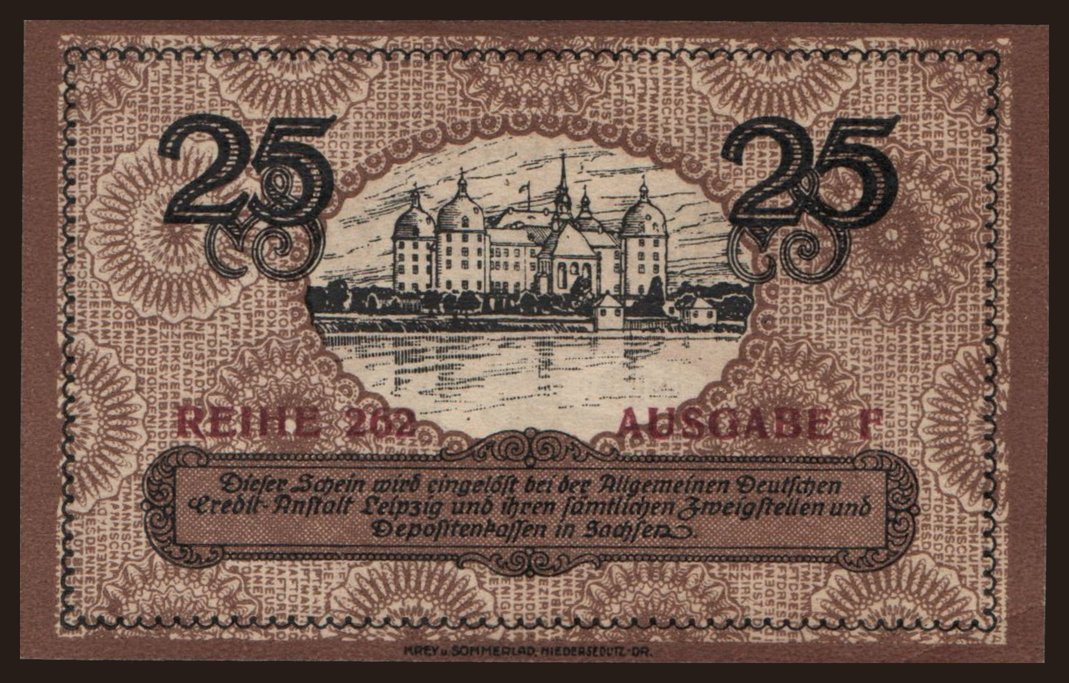 25 25
REIHE 262 AUSGABE F
Dieſer Schein wird eingelöſt bei der Allgemeinen Deutſchen
Credit-Anſtalt Leipzig und ihren ſämtlichen Zweigſtellen und
Depoſitenkaſſen in Sachſen.
KREY u. SOMMERLAD, NIEDERSEDLITZ-DR.